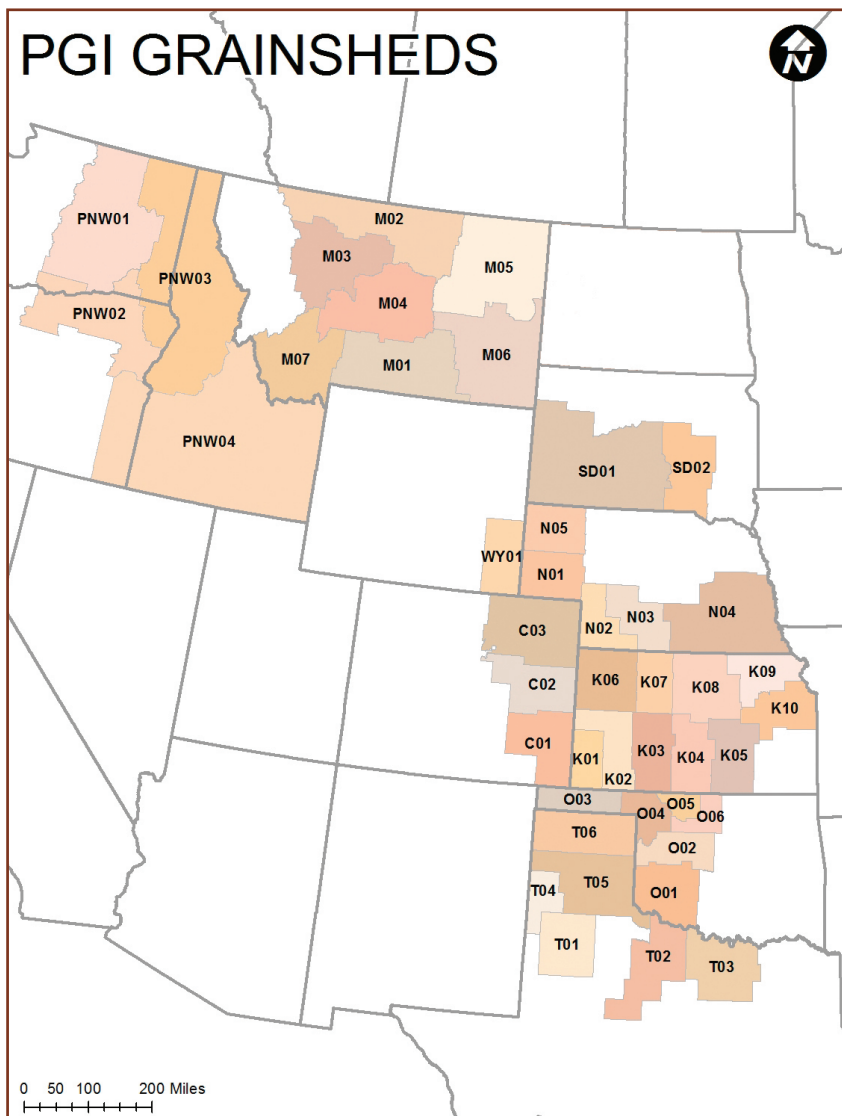 PGI GRAINSHEDS
N
PNW01
M02
M03
M05
PNW03
M04
PNW02
M07
M01
M06
PNW04
SD01
SD02
N05
WY01
N01
N02
N03
N04
C03
K09
C02
K06
K07
K08
K10
C01
K01
K02
K03
K04
K05
O03
O04
O05
O06
T06
O02
T04
T05
O01
T01
T02
T03
0 50 100 200 Miles